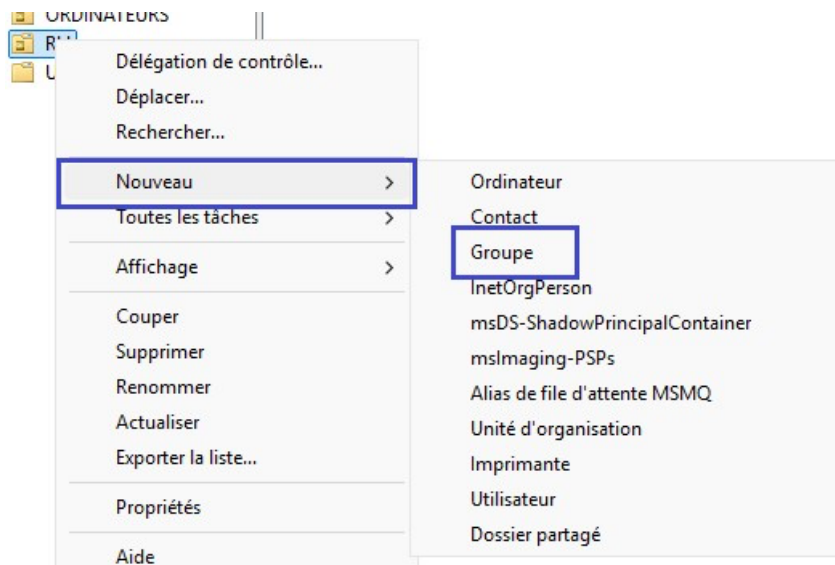 ORDINATEURS
Délégation de contrôle...
Déplacer...
Rechercher...
Nouveau
Toutes les tâches
Affichage
Couper
Supprimer
Renommer
Actualiser
Exporter la liste...
Propriétés
Aide
Ordinateur
Contact
Groupe
InetOrgPerson
msDS-ShadowPrincipalContainer
msImaging-PSPs
Alias de file d'attente MSMQ
Unité d'organisation
Imprimante
Utilisateur
Dossier partagé